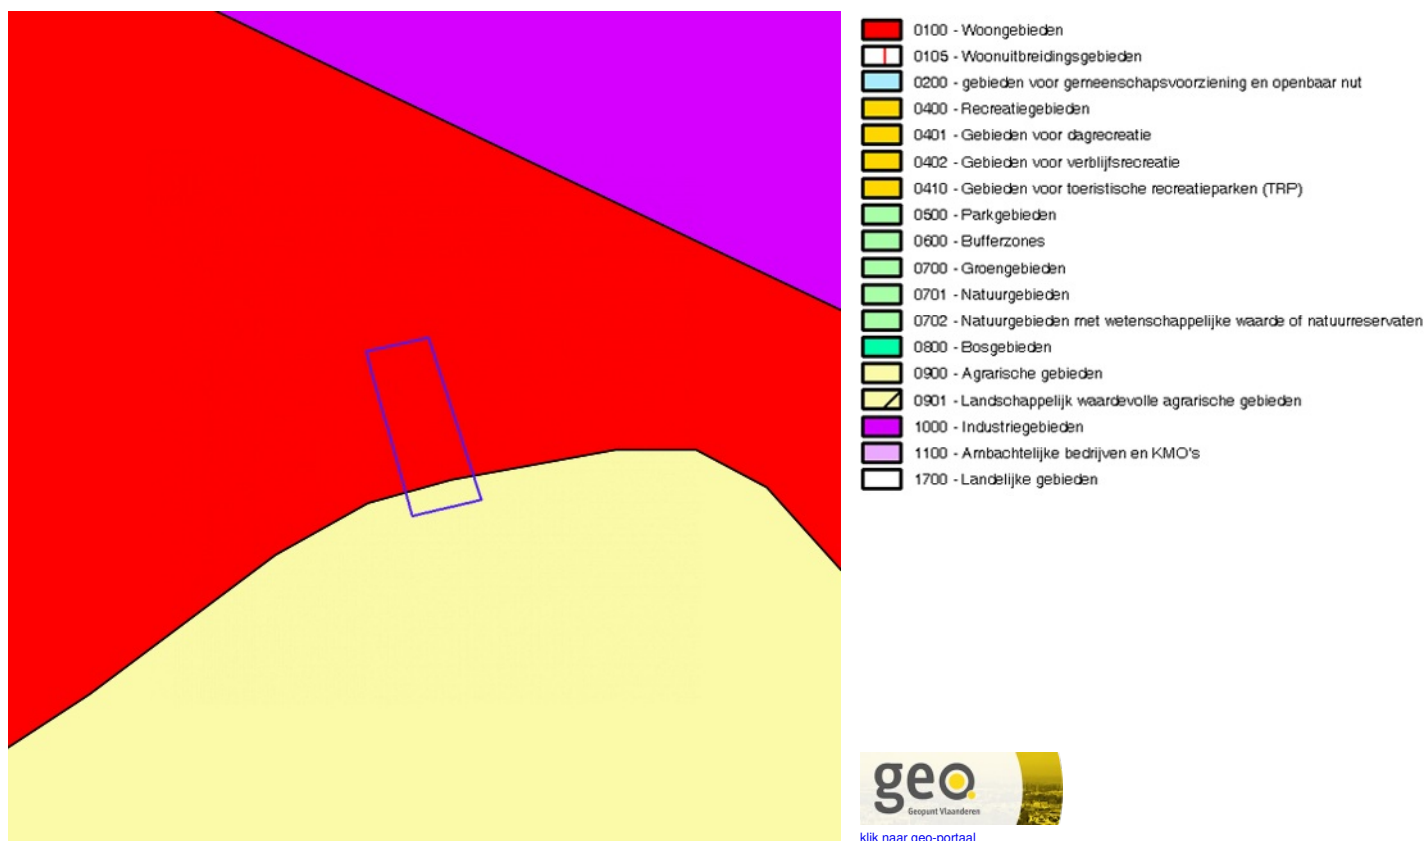 0100 - Woongebieden
0105 - Woonuitbreidingsgebieden
0200 - gebieden voor gemeenschapsvoorziening en openbaar nut
0400 - Recreatiegebieden
0401 - Gebieden voor dagrecreatie
0402 - Gebieden voor verblijfsrecreatie
0410 - Gebieden voor toeristische recreatieparken (TRP)
0500 - Parkgebieden
0600 - Bufferzones
0700 - Groengebieden
0701 - Natuurgebieden
0702 - Natuurgebieden met wetenschappelijke waarde of natuurreservaten
0800 - Bosgebieden
0900 - Agrarische gebieden
0901 - Landschappelijk waardevolle agrarische gebieden
1000 - Industriegebieden
1100 - Ambachtelijke bedrijven en KMO's
1700 - Landelijke gebieden
geo
Geopunt Vlaanderen
klik naar geo-portaal